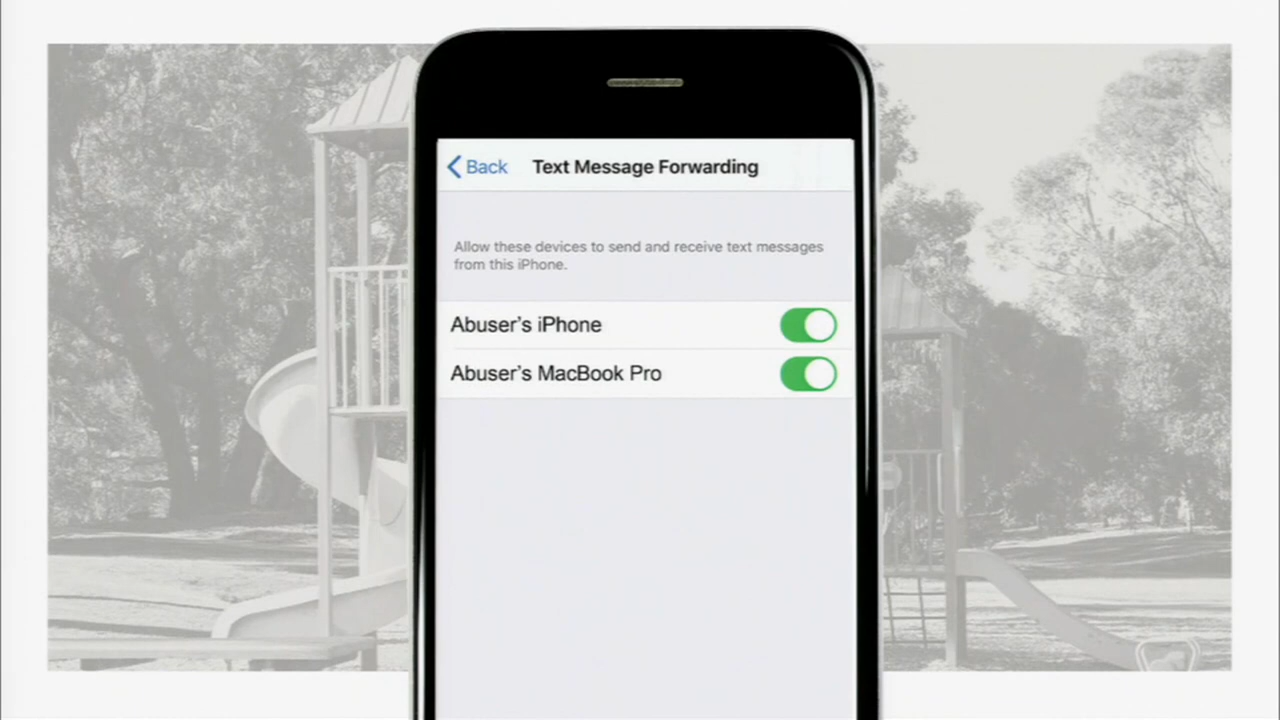 Back
Text Message Forwarding
Allow these devices to send and receive text messages
from this iPhone.
Abuser's iPhone
Abuser's MacBook Pro